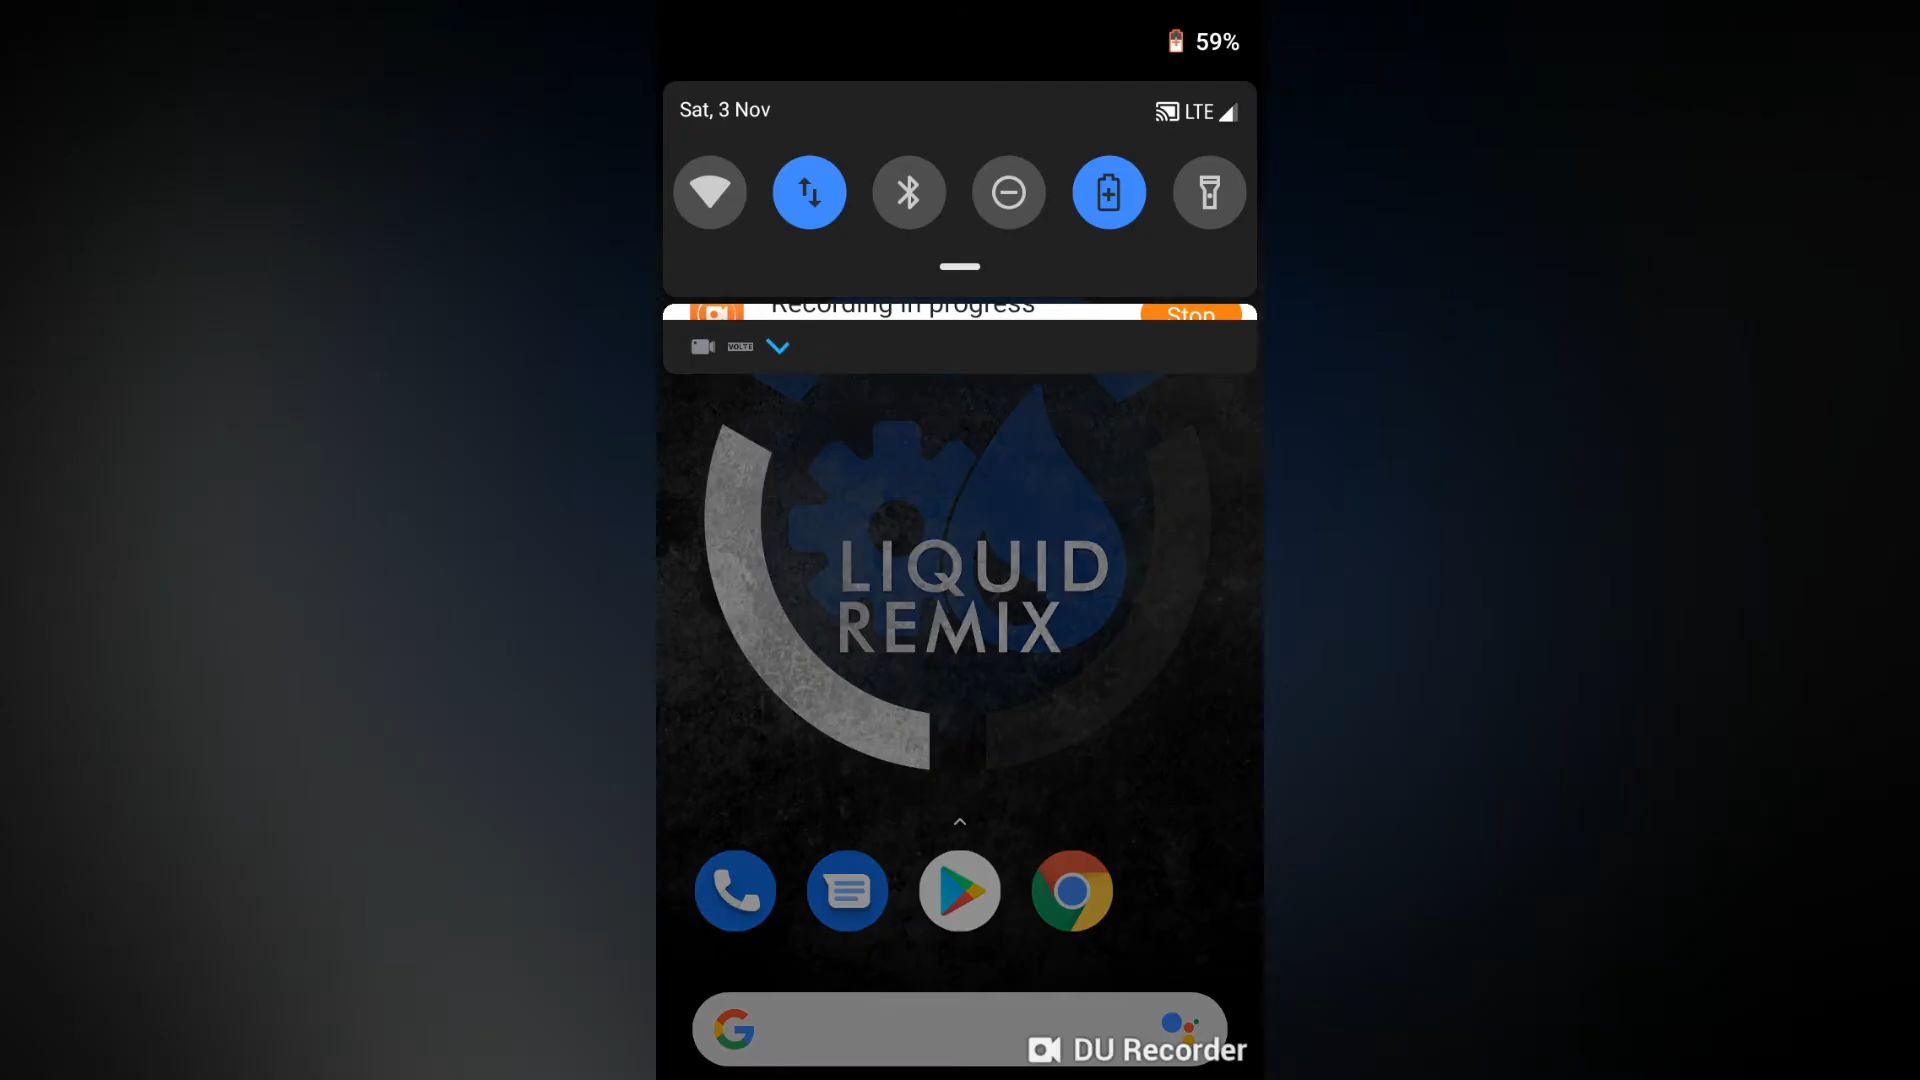 59%
Sat, 3 Nov
LTE
Recording in progress
Stop
VOLTE
LIQUID
REMIX
DU Recorder